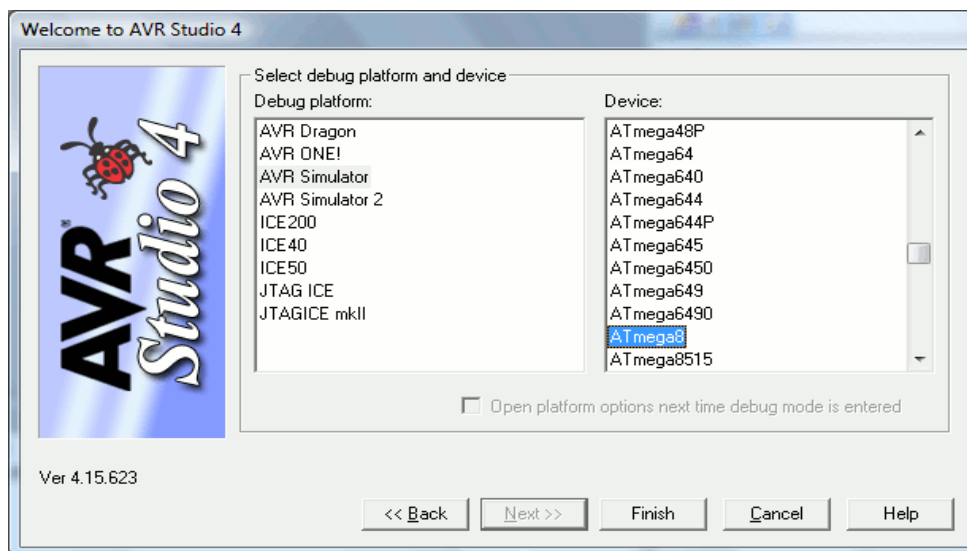 Welcome to AVR Studio 4
AVR® Studio 4
Select debug platform and device
Debug platform:
AVR Dragon
AVR ONE!
AVR Simulator
AVR Simulator 2
ICE200
ICE40
ICE50
JTAG ICE
JTAGICE mkII
Device:
ATmega48P
ATmega64
ATmega640
ATmega644
ATmega644P
ATmega645
ATmega6450
ATmega649
ATmega6490
ATmega8
ATmega8515
Open platform options next time debug mode is entered
Ver 4.15.623
<< Back
Next >>
Finish
Cancel
Help